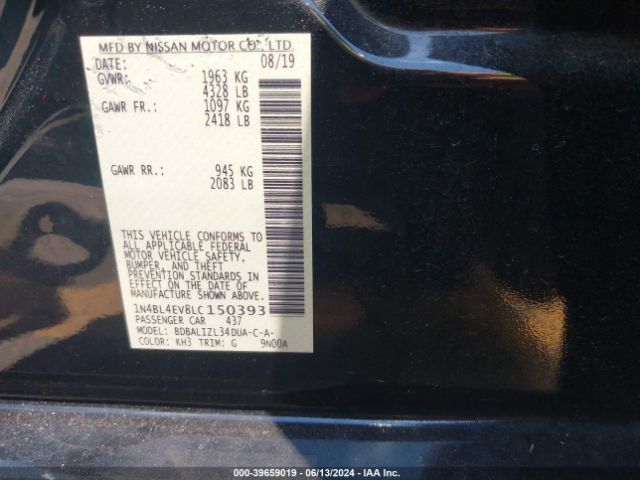 MFD BY NISSAN MOTOR CO., LTD
DATE: 08/19
GVWR: 1963 KG
4328 LB
GAWR FR.: 1097 KG
2418 LB
GAWR RR.: 945 KG
2083 LB
THIS VEHICLE CONFORMS TO
ALL APPLICABLE FEDERAL
MOTOR VEHICLE SAFETY,
BUMPER, AND THEFT
PREVENTION STANDARDS IN
EFFECT ON THE DATE OF
MANUFACTURE SHOWN ABOVE.
1N4BL4EV8LC150393
PASSENGER CAR 437
MODEL: BDBALIZL34DUA-C-A-
COLOR: KH3 TRIM: G 9N00A
000-39659019 - 06/13/2024 - IAA Inc.